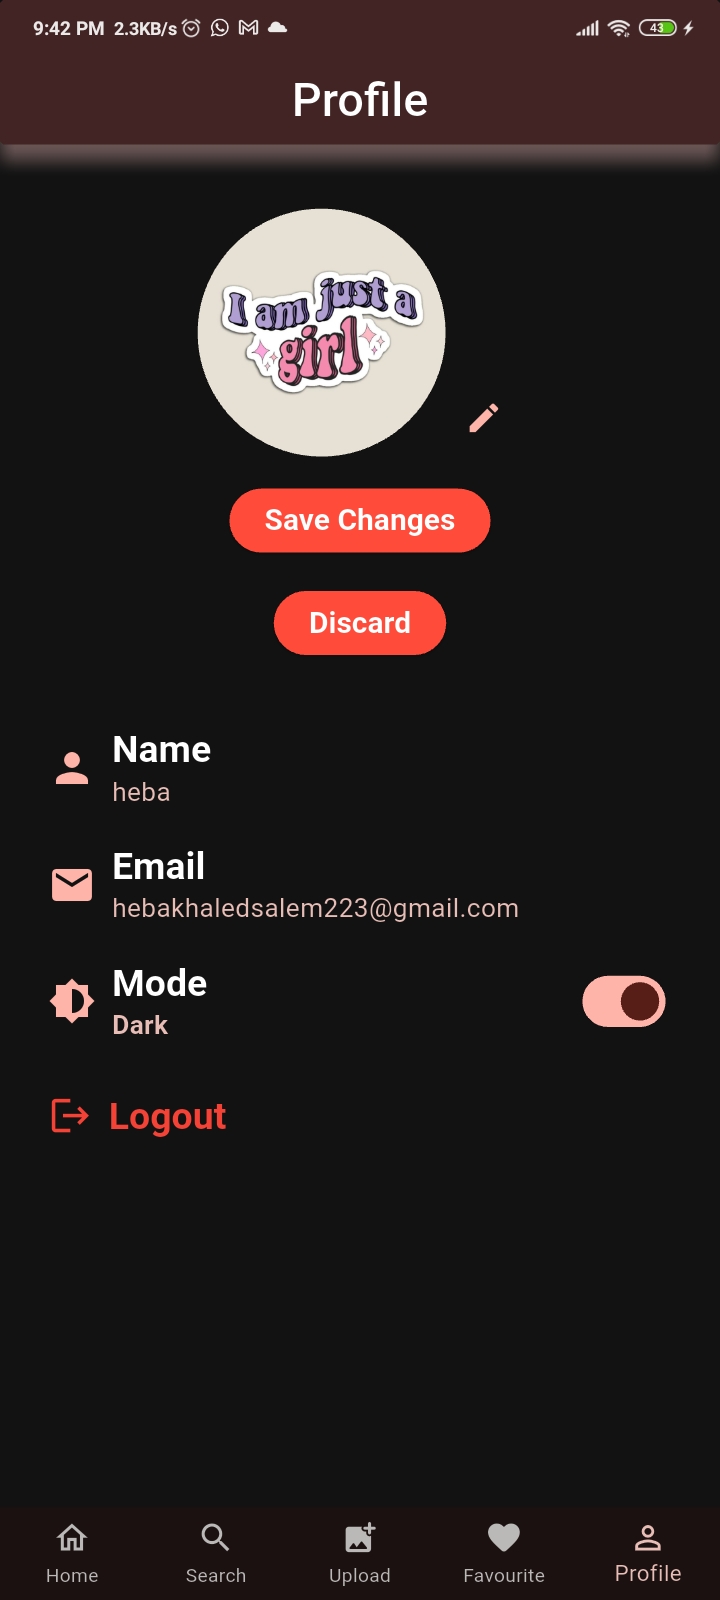 9:42 PM 2.3KB/s
43
Profile
I am just a
girl
Save Changes
Discard
Name
heba
Email
hebakhaledsalem223@gmail.com
Mode
Dark
Logout
Home Search Upload Favourite Profile